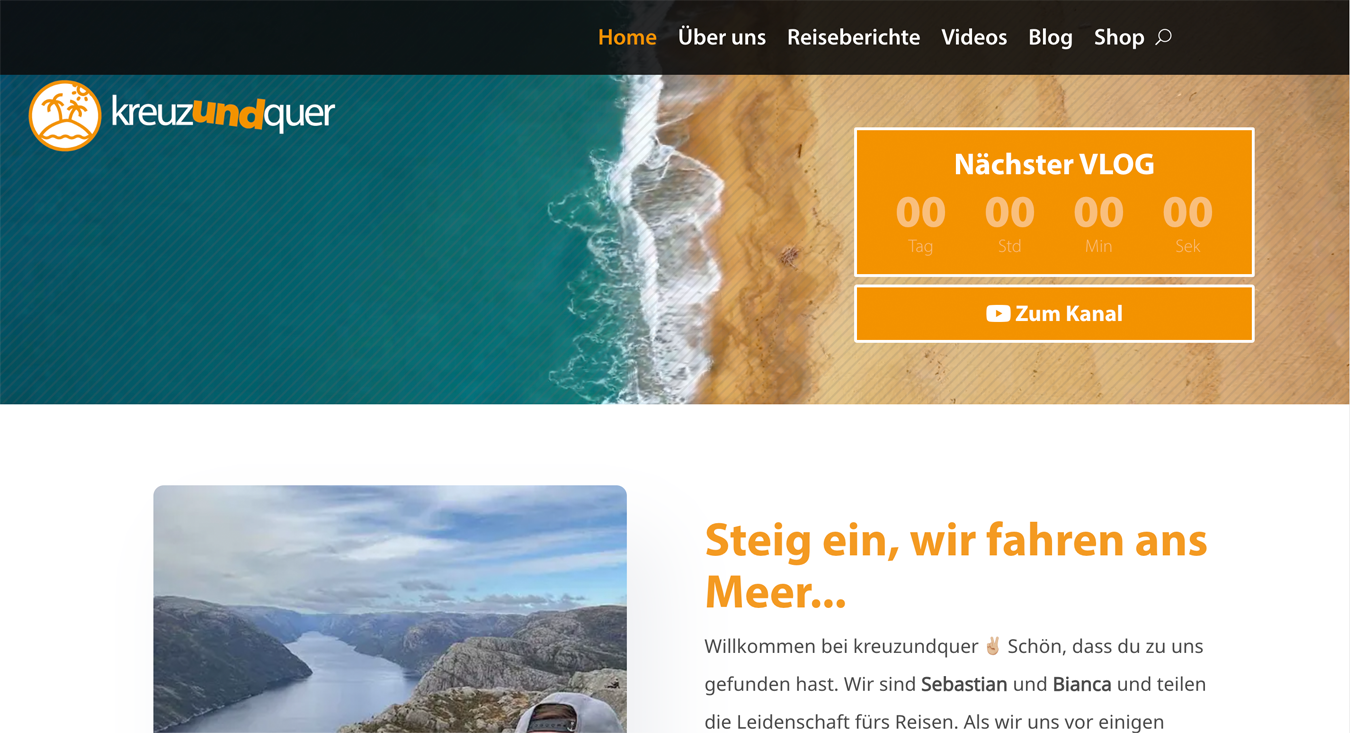 Home Über uns Reiseberichte Videos Blog Shop
kreuzundquer
Nächster VLOG
00 00 00 00
Tag Std Min Sek
Zum Kanal
Steig ein, wir fahren ans
Meer...
Willkommen bei kreuzundquer ✌🏼 Schön, dass du zu uns
gefunden hast. Wir sind Sebastian und Bianca und teilen
die Leidenschaft fürs Reisen. Als wir uns vor einigen